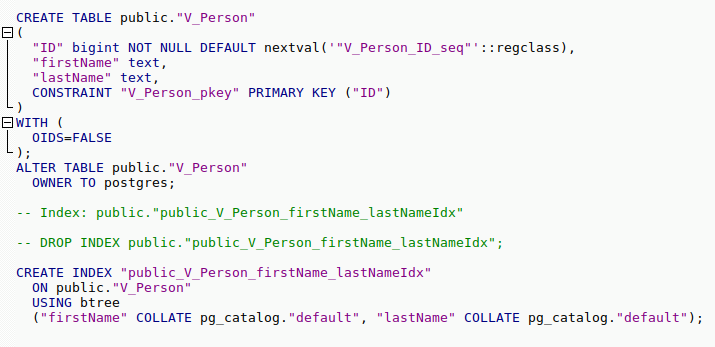 CREATE TABLE public."V_Person"
(
"ID" bigint NOT NULL DEFAULT nextval('"V_Person_ID_seq"'::regclass),
"firstName" text,
"lastName" text,
CONSTRAINT "V_Person_pkey" PRIMARY KEY ("ID")
)
WITH (
OIDS=FALSE
);
ALTER TABLE public."V_Person"
OWNER TO postgres;
-- Index: public."public_V_Person_firstName_lastNameIdx"
-- DROP INDEX public."public_V_Person_firstName_lastNameIdx";
CREATE INDEX "public_V_Person_firstName_lastNameIdx"
ON public."V_Person"
USING btree
("firstName" COLLATE pg_catalog."default", "lastName" COLLATE pg_catalog."default");